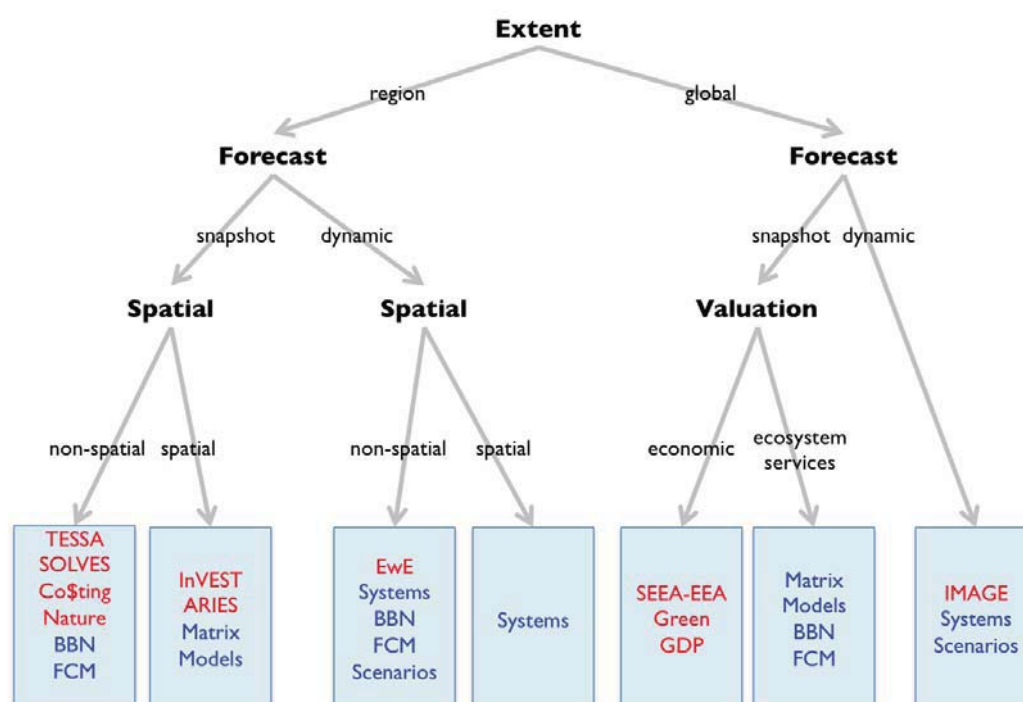 Extent
region
global
Forecast
Forecast
snapshot
dynamic
snapshot
dynamic
Spatial
Spatial
Valuation
non-spatial
spatial
non-spatial
spatial
economic
ecosystem
services
TESSA
SOLVES
Co$ting
Nature
BBN
FCM
InVEST
ARIES
Matrix
Models
EwE
Systems
BBN
FCM
Scenarios
Systems
SEEA-EEA
Green
GDP
Matrix
Models
BBN
FCM
IMAGE
Systems
Scenarios